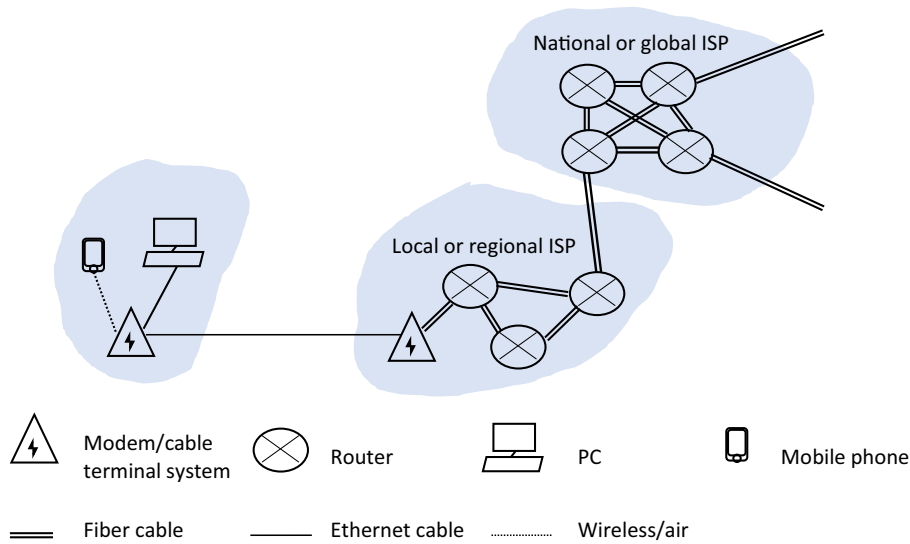 National or global ISP
Local or regional ISP
Modem/cable
terminal system
Router
PC
Mobile phone
Fiber cable
Ethernet cable
Wireless/air